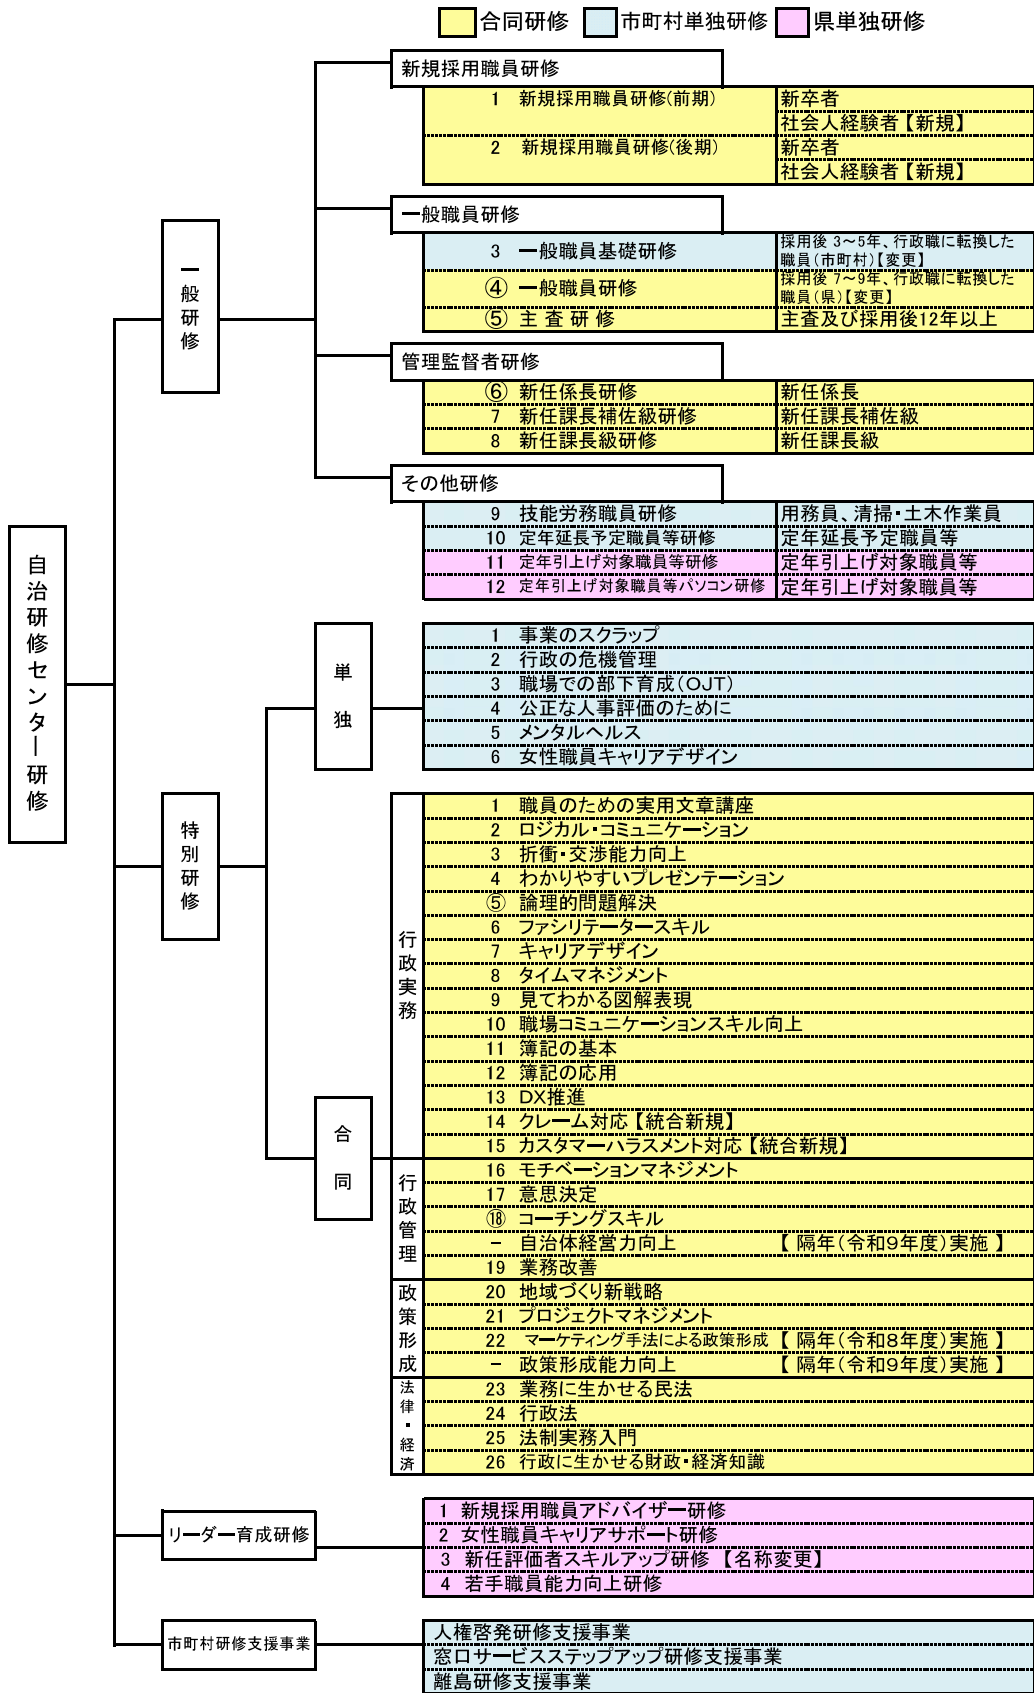 合同研修 市町村単独研修 県単独研修
自治研修センター研修
一般研修
新規採用職員研修
1 新規採用職員研修(前期) 新卒者
社会人経験者【新規】
2 新規採用職員研修(後期) 新卒者
社会人経験者【新規】
一般職員研修
3 一般職員基礎研修 採用後 3～5年、行政職に転換した
職員(市町村)【変更】
④ 一般職員研修 採用後 7～9年、行政職に転換した
職員(県)【変更】
⑤ 主査研修 主査及び採用後12年以上
管理監督者研修
⑥ 新任係長研修 新任係長
7 新任課長補佐級研修 新任課長補佐級
8 新任課長級研修 新任課長級
その他研修
9 技能労務職員研修 用務員、清掃・土木作業員
10 定年延長予定職員等研修 定年延長予定職員等
11 定年引上げ対象職員等研修 定年引上げ対象職員等
12 定年引上げ対象職員等パソコン研修 定年引上げ対象職員等
特別研修
単独
1 事業のスクラップ
2 行政の危機管理
3 職場での部下育成(OJT)
4 公正な人事評価のために
5 メンタルヘルス
6 女性職員キャリアデザイン
合同
行政実務
1 職員のための実用文章講座
2 ロジカル・コミュニケーション
3 折衝・交渉能力向上
4 わかりやすいプレゼンテーション
⑤ 論理的問題解決
6 ファシリテータースキル
7 キャリアデザイン
8 タイムマネジメント
9 見てわかる図解表現
10 職場コミュニケーションスキル向上
11 簿記の基本
12 簿記の応用
13 DX推進
14 クレーム対応【統合新規】
15 カスタマーハラスメント対応【統合新規】
行政管理
16 モチベーションマネジメント
17 意思決定
⑱ コーチングスキル
－ 自治体経営力向上 【 隔年(令和9年度)実施 】
19 業務改善
政策形成
20 地域づくり新戦略
21 プロジェクトマネジメント
22 マーケティング手法による政策形成 【 隔年(令和8年度)実施 】
－ 政策形成能力向上 【 隔年(令和9年度)実施 】
法律・経済
23 業務に生かせる民法
24 行政法
25 法制実務入門
26 行政に生かせる財政・経済知識
リーダー育成研修
1 新規採用職員アドバイザー研修
2 女性職員キャリアサポート研修
3 新任評価者スキルアップ研修 【名称変更】
4 若手職員能力向上研修
市町村研修支援事業
人権啓発研修支援事業
窓口サービスステップアップ研修支援事業
離島研修支援事業